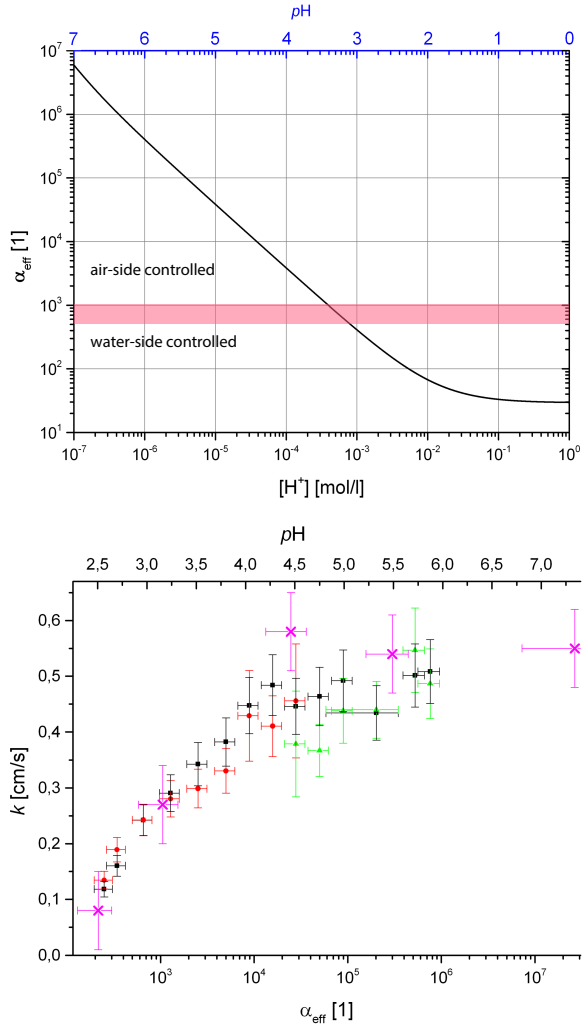 pH
7 6 5 4 3 2 1 0
10⁷
10⁶
10⁵
10⁴
10³
10²
10¹
α_eff [1]
air-side controlled
water-side controlled
10⁻⁷ 10⁻⁶ 10⁻⁵ 10⁻⁴ 10⁻³ 10⁻² 10⁻¹ 10⁰
[H⁺] [mol/l]
pH
2,5 3,0 3,5 4,0 4,5 5,0 5,5 6,0 6,5 7,0
0,6
0,5
0,4
0,3
0,2
0,1
0,0
k [cm/s]
10³ 10⁴ 10⁵ 10⁶ 10⁷
α_eff [1]